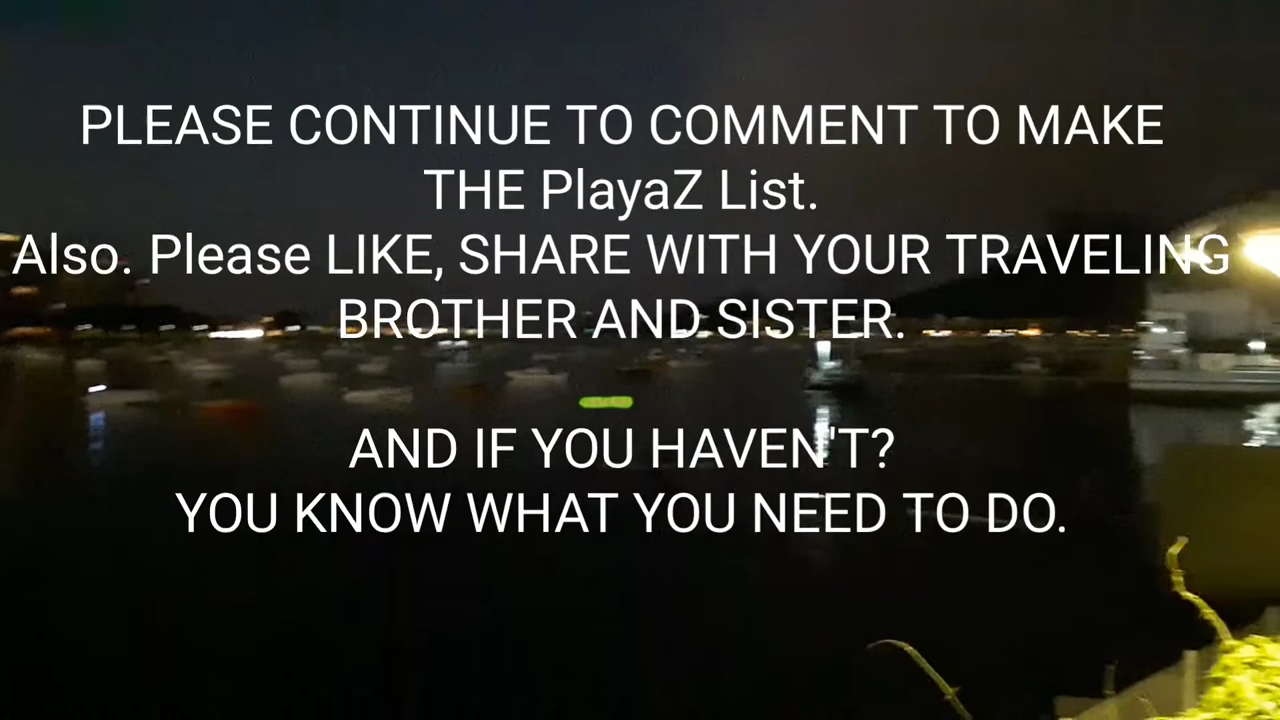 PLEASE CONTINUE TO COMMENT TO MAKE
THE PlayaZ List.
Also. Please LIKE, SHARE WITH YOUR TRAVELING
BROTHER AND SISTER.
AND IF YOU HAVEN'T?
YOU KNOW WHAT YOU NEED TO DO.